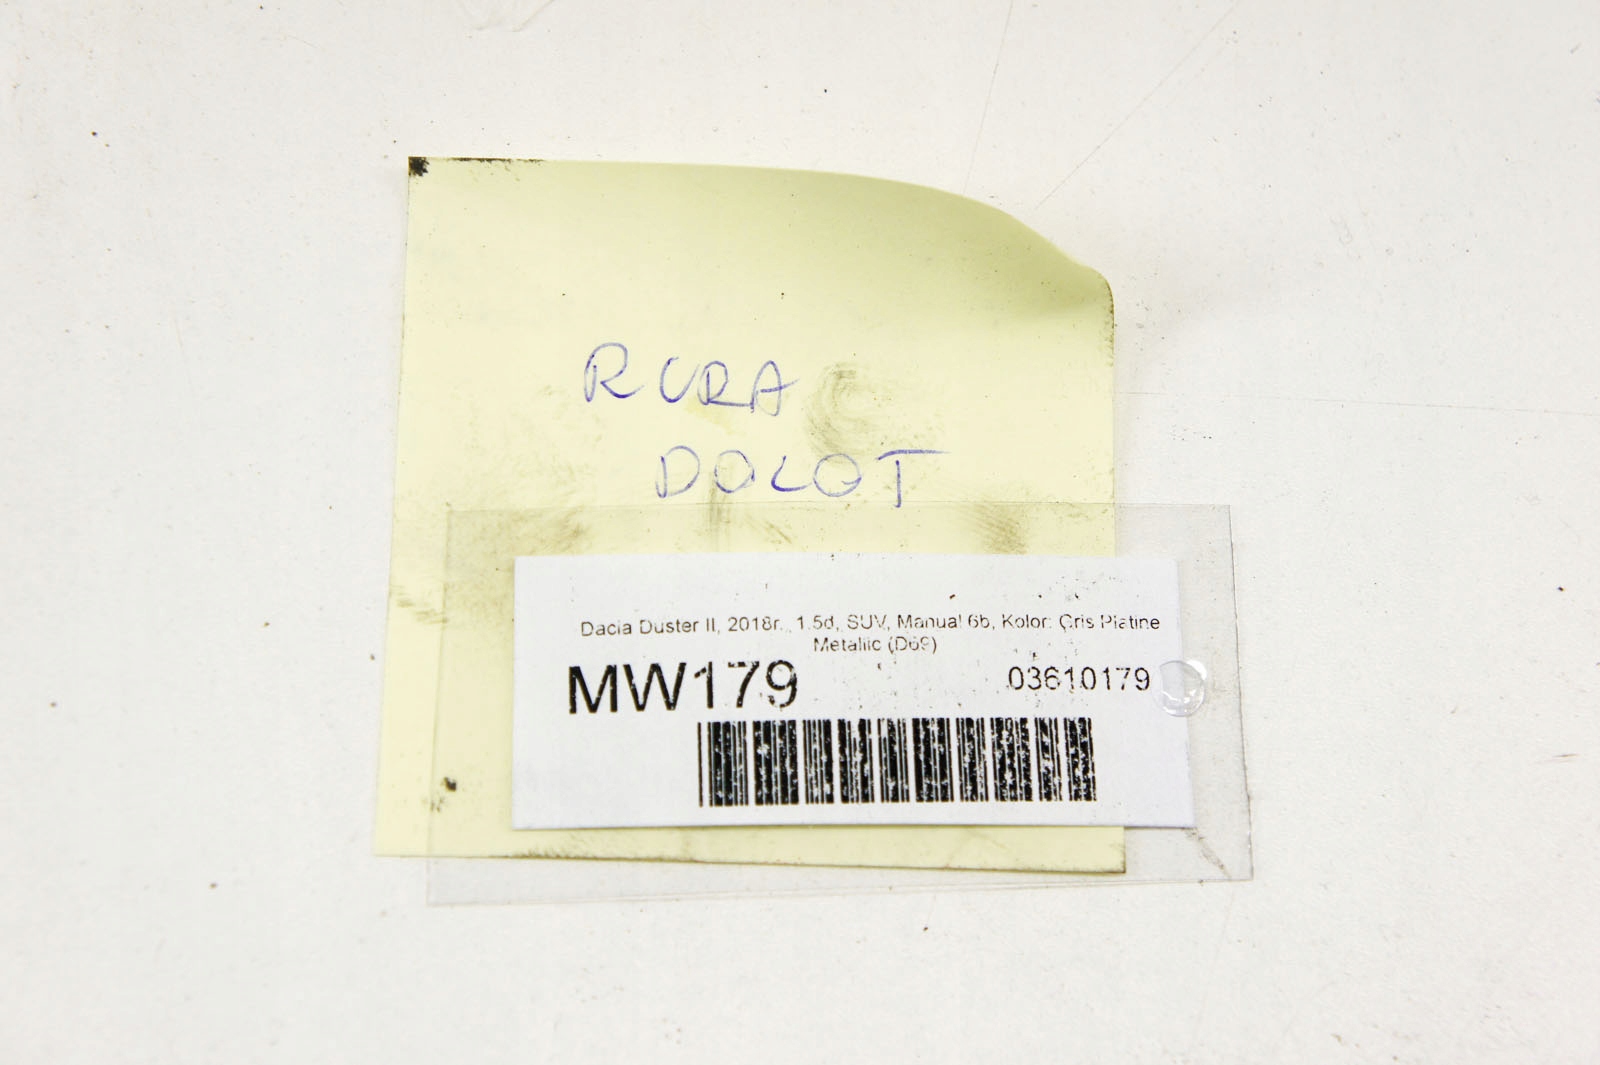 RURA
DOLOT
Dacia Duster II, 2018r., 1.5d, SUV, Manual 6b, Kolor: Gris Platine
Metallic (D69)
MW179
03610179